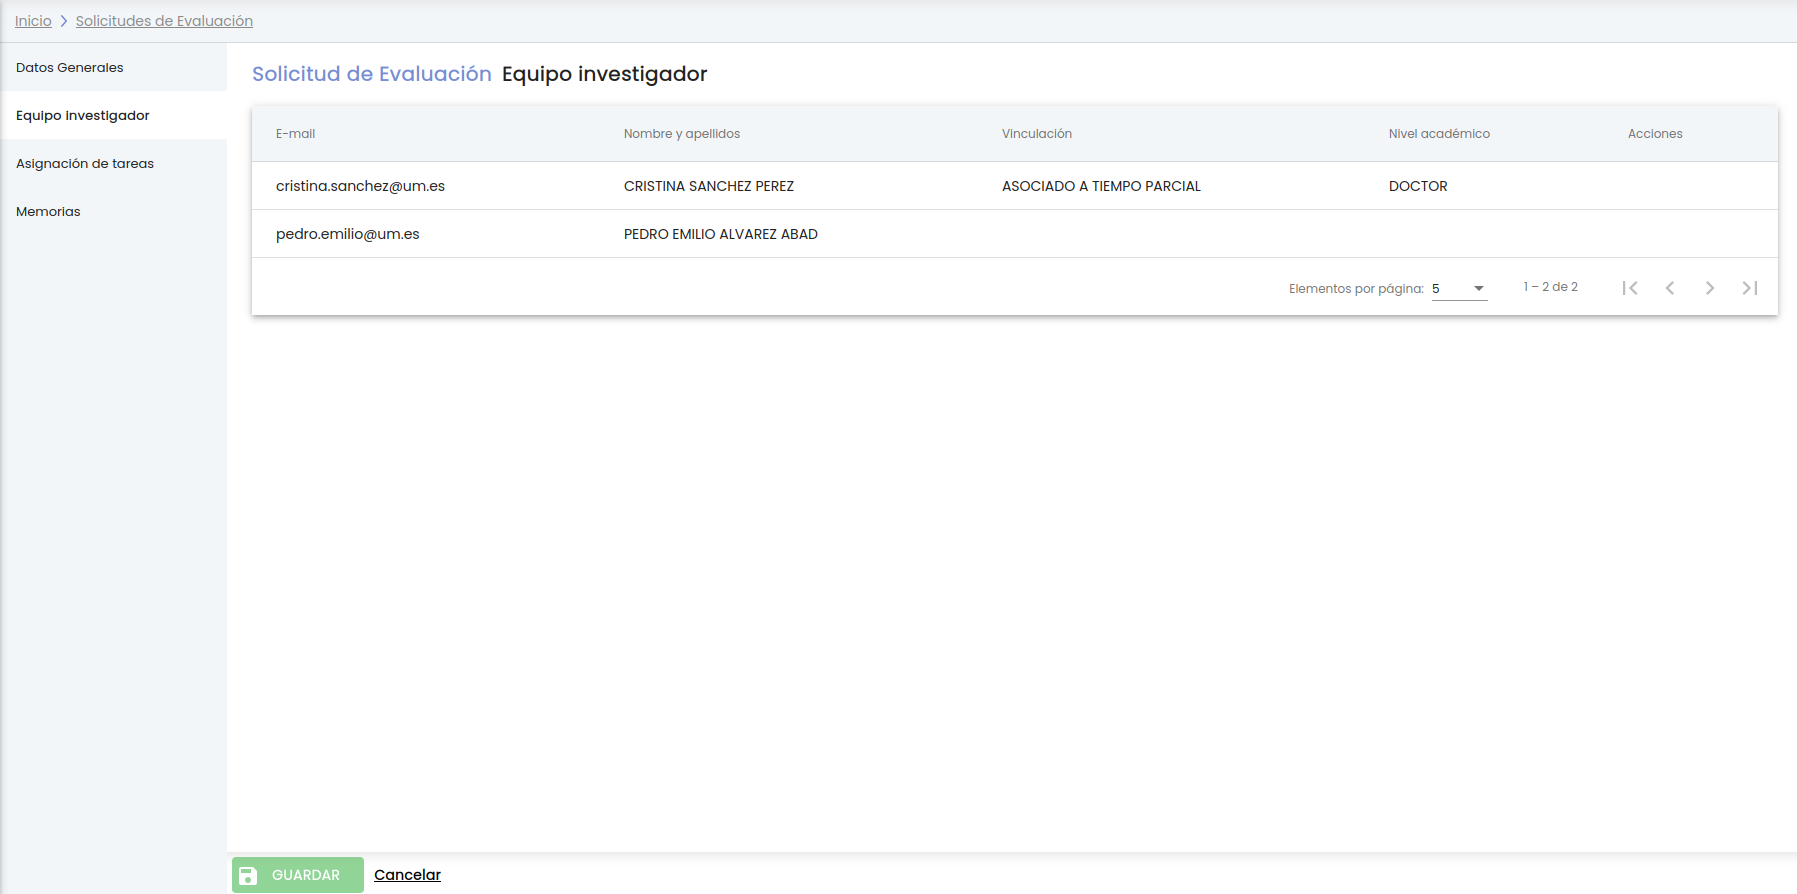 Inicio > Solicitudes de Evaluación
Datos Generales
Equipo investigador
Asignación de tareas
Memorias
Solicitud de Evaluación Equipo investigador
E-mail Nombre y apellidos Vinculación Nivel académico Acciones
cristina.sanchez@um.es CRISTINA SANCHEZ PEREZ ASOCIADO A TIEMPO PARCIAL DOCTOR
pedro.emilio@um.es PEDRO EMILIO ALVAREZ ABAD
Elementos por página: 5 1 – 2 de 2
GUARDAR Cancelar